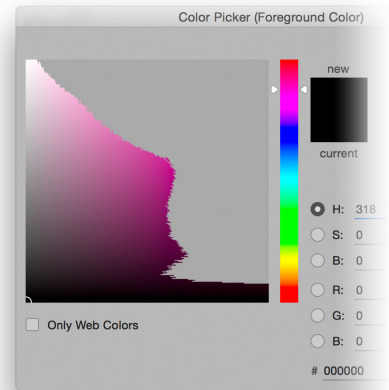 Color Picker (Foreground Color)
new
current
H: 318
S: 0
B: 0
R: 0
G: 0
B: 0
Only Web Colors
# 000000